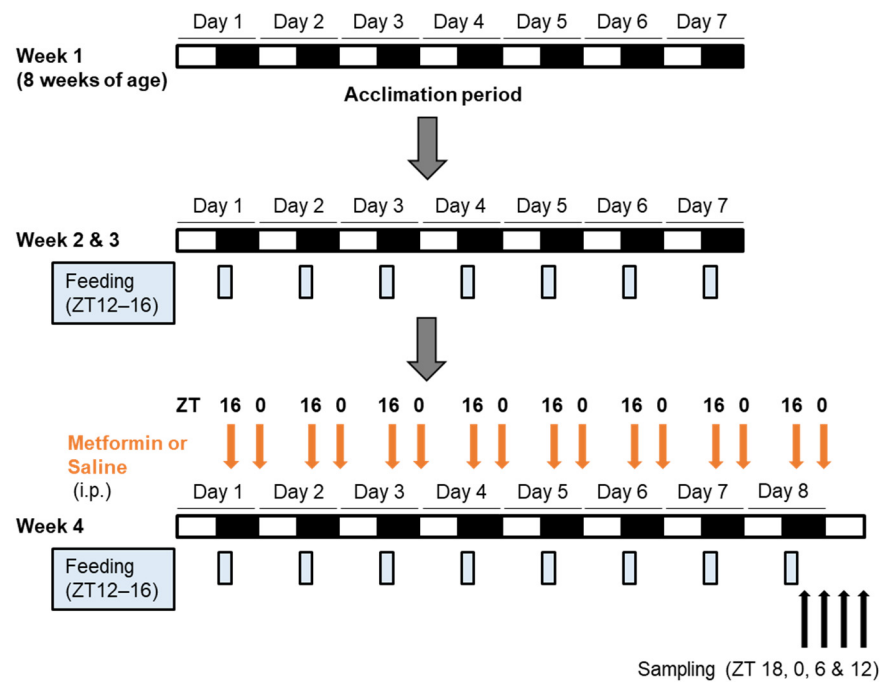 Day 1 Day 2 Day 3 Day 4 Day 5 Day 6 Day 7
Week 1
(8 weeks of age)
Acclimation period
Day 1 Day 2 Day 3 Day 4 Day 5 Day 6 Day 7
Week 2 & 3
Feeding
(ZT12–16)
ZT 16 0 16 0 16 0 16 0 16 0 16 0 16 0 16 0
Metformin or
Saline
(i.p.)
Day 1 Day 2 Day 3 Day 4 Day 5 Day 6 Day 7 Day 8
Week 4
Feeding
(ZT12–16)
Sampling (ZT 18, 0, 6 & 12)